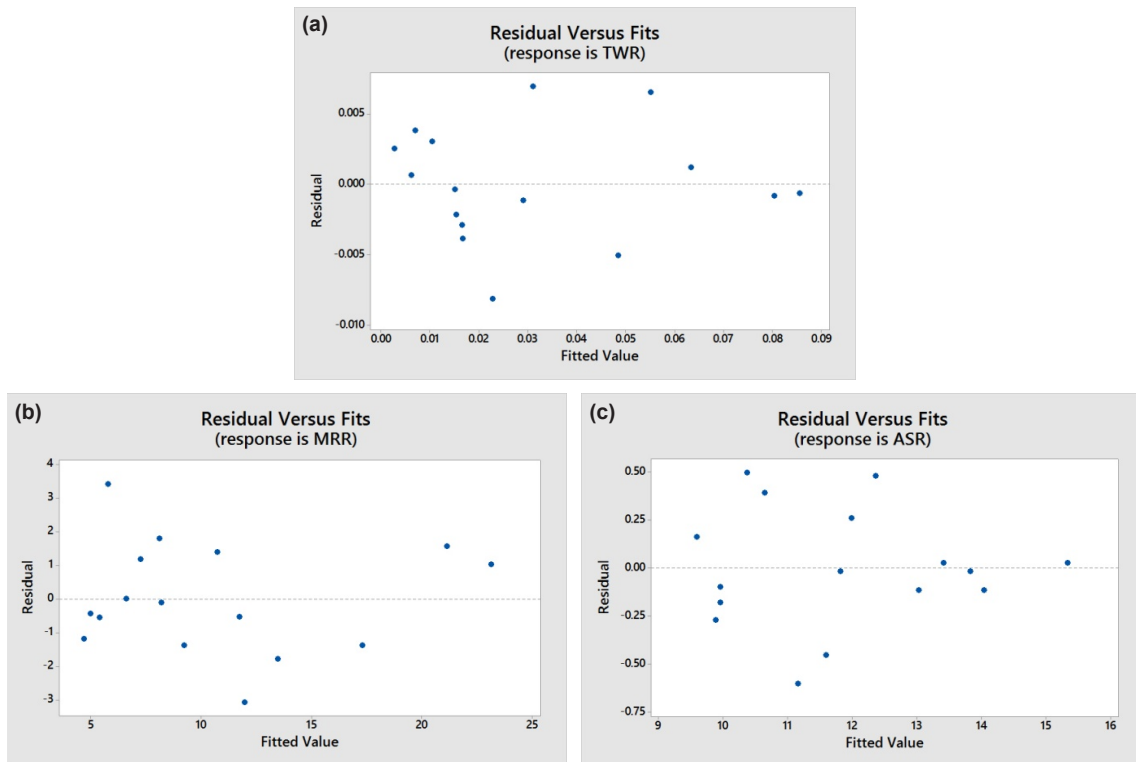 (a)
Residual Versus Fits
(response is TWR)
0.005
0.000
-0.005
-0.010
Residual
0.00 0.01 0.02 0.03 0.04 0.05 0.06 0.07 0.08 0.09
Fitted Value
(b)
Residual Versus Fits
(response is MRR)
4
3
2
1
0
-1
-2
-3
Residual
5 10 15 20 25
Fitted Value
(c)
Residual Versus Fits
(response is ASR)
0.50
0.25
0.00
-0.25
-0.50
-0.75
Residual
9 10 11 12 13 14 15 16
Fitted Value